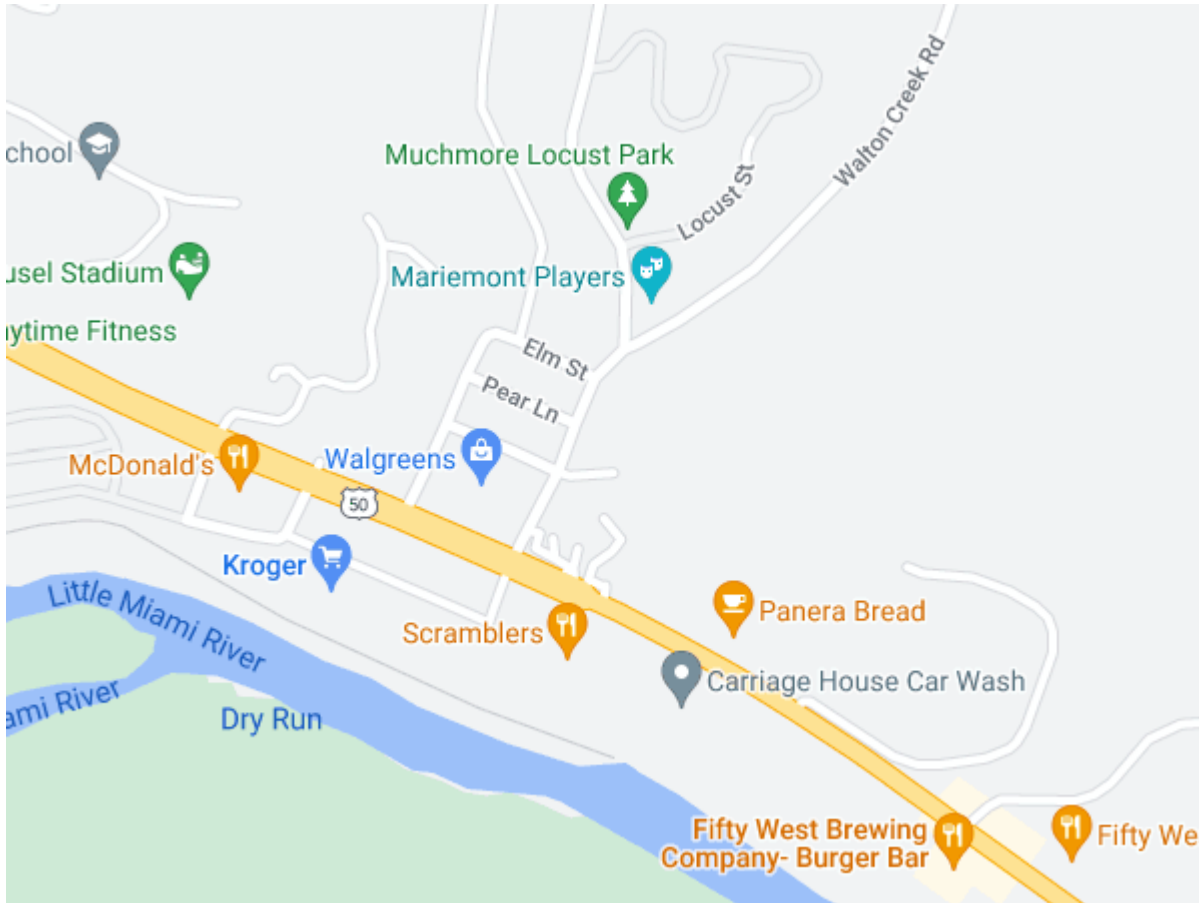 Walton Creek Rd
chool
Muchmore Locust Park
Locust St
usel Stadium
Mariemont Players
ytime Fitness
Elm St
Pear Ln
McDonald's
Walgreens
50
Kroger
Little Miami River
Scramblers
Panera Bread
Carriage House Car Wash
ami River
Dry Run
Fifty West Brewing
Company- Burger Bar
Fifty We